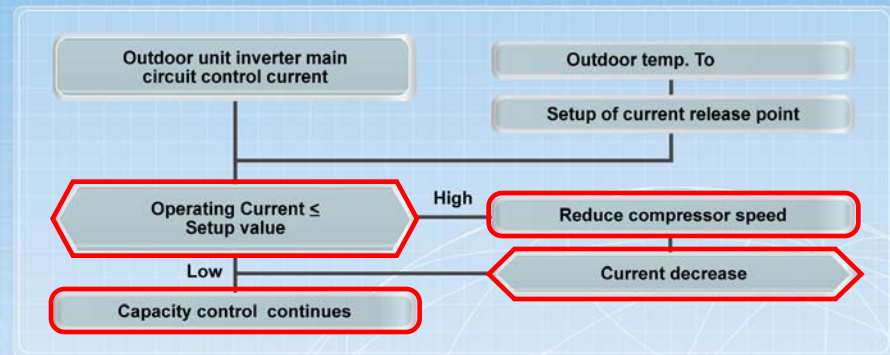 Outdoor unit inverter main
circuit control current
Outdoor temp. To
Setup of current release point
Operating Current ≤
Setup value
High
Reduce compressor speed
Low
Current decrease
Capacity control continues